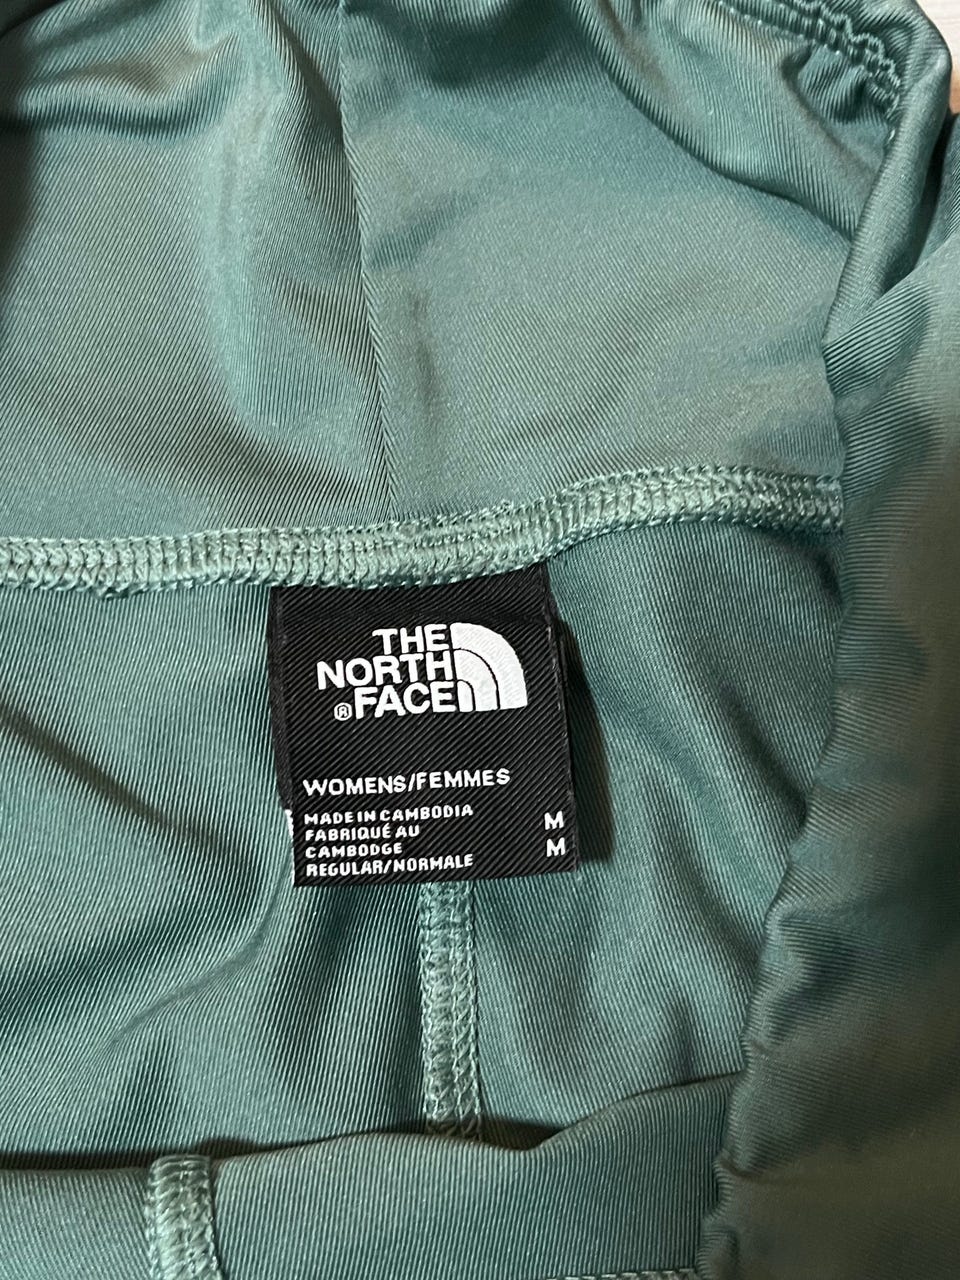 THE
NORTH
®FACE
WOMENS/FEMMES
MADE IN CAMBODIA
FABRIQUÉ AU M
CAMBODGE M
REGULAR/NORMALE